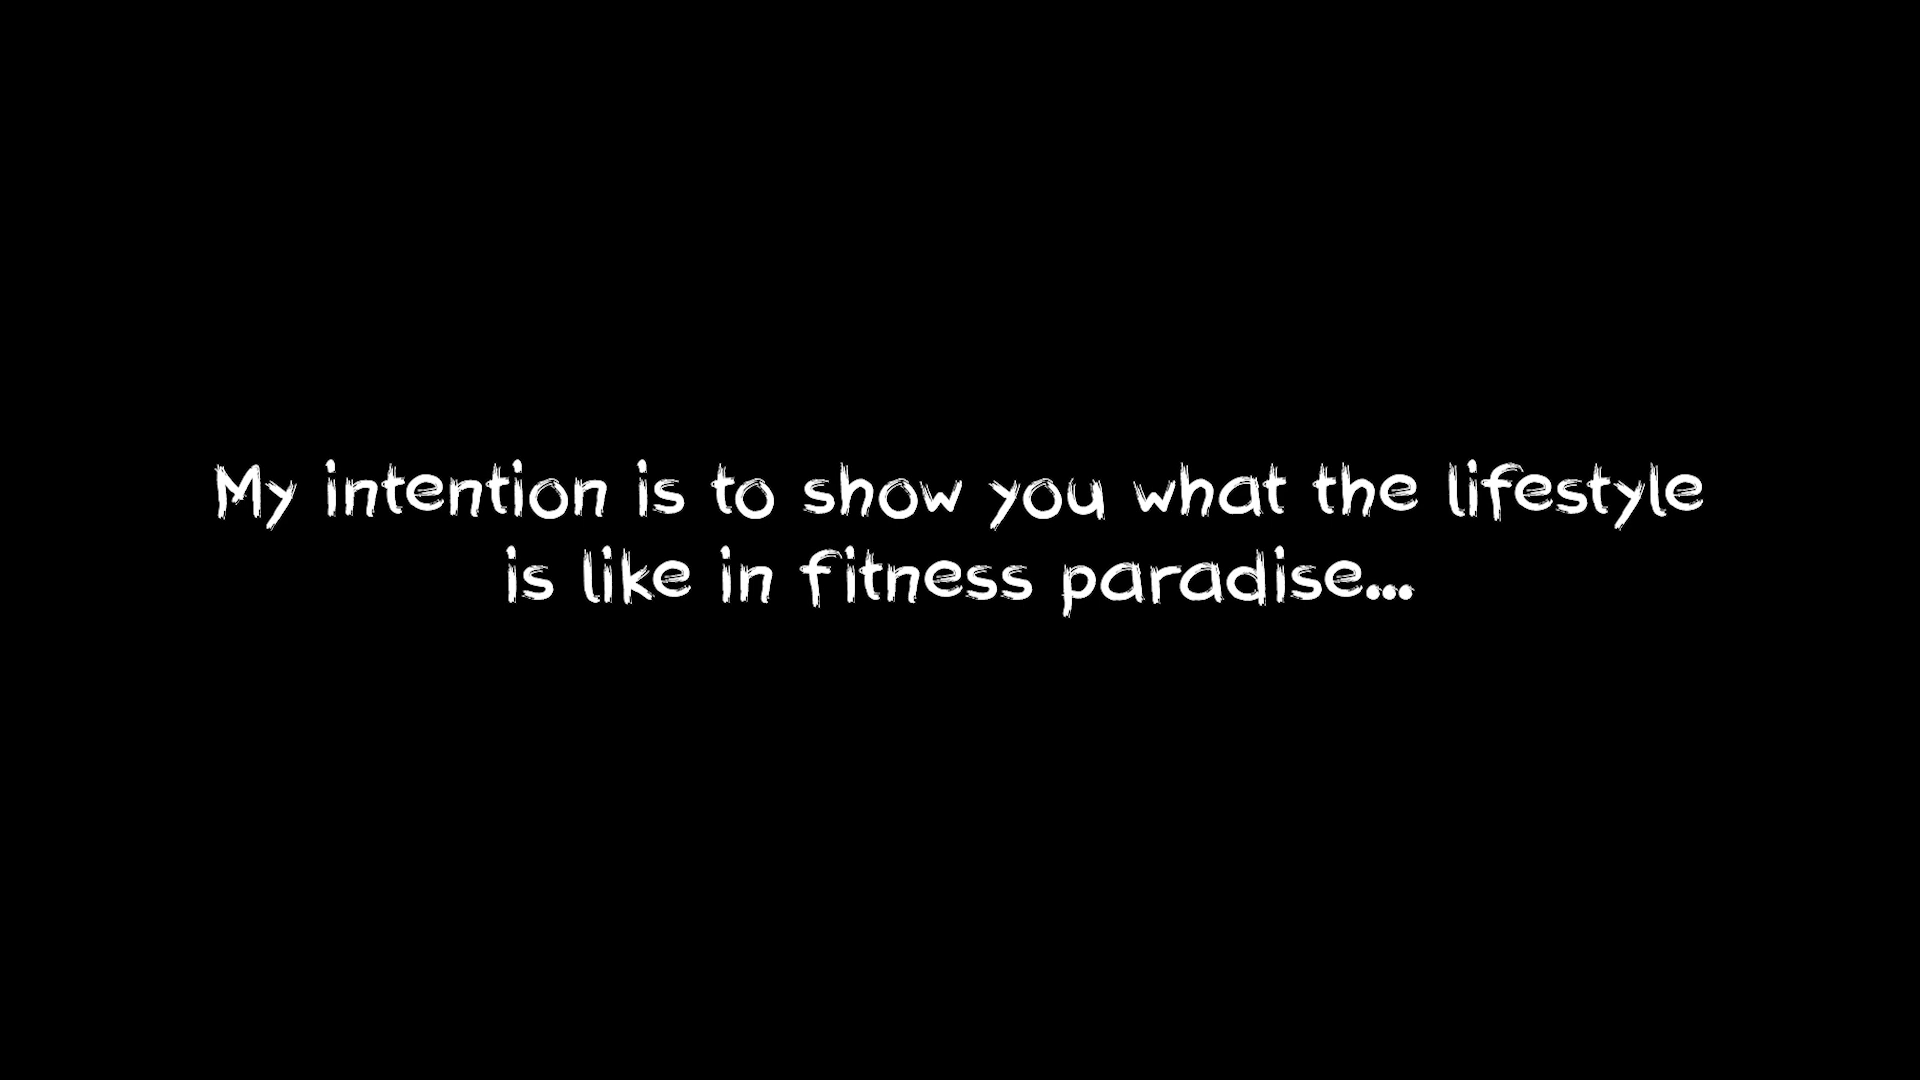 My intention is to show you what the lifestyle
is like in fitness paradise...